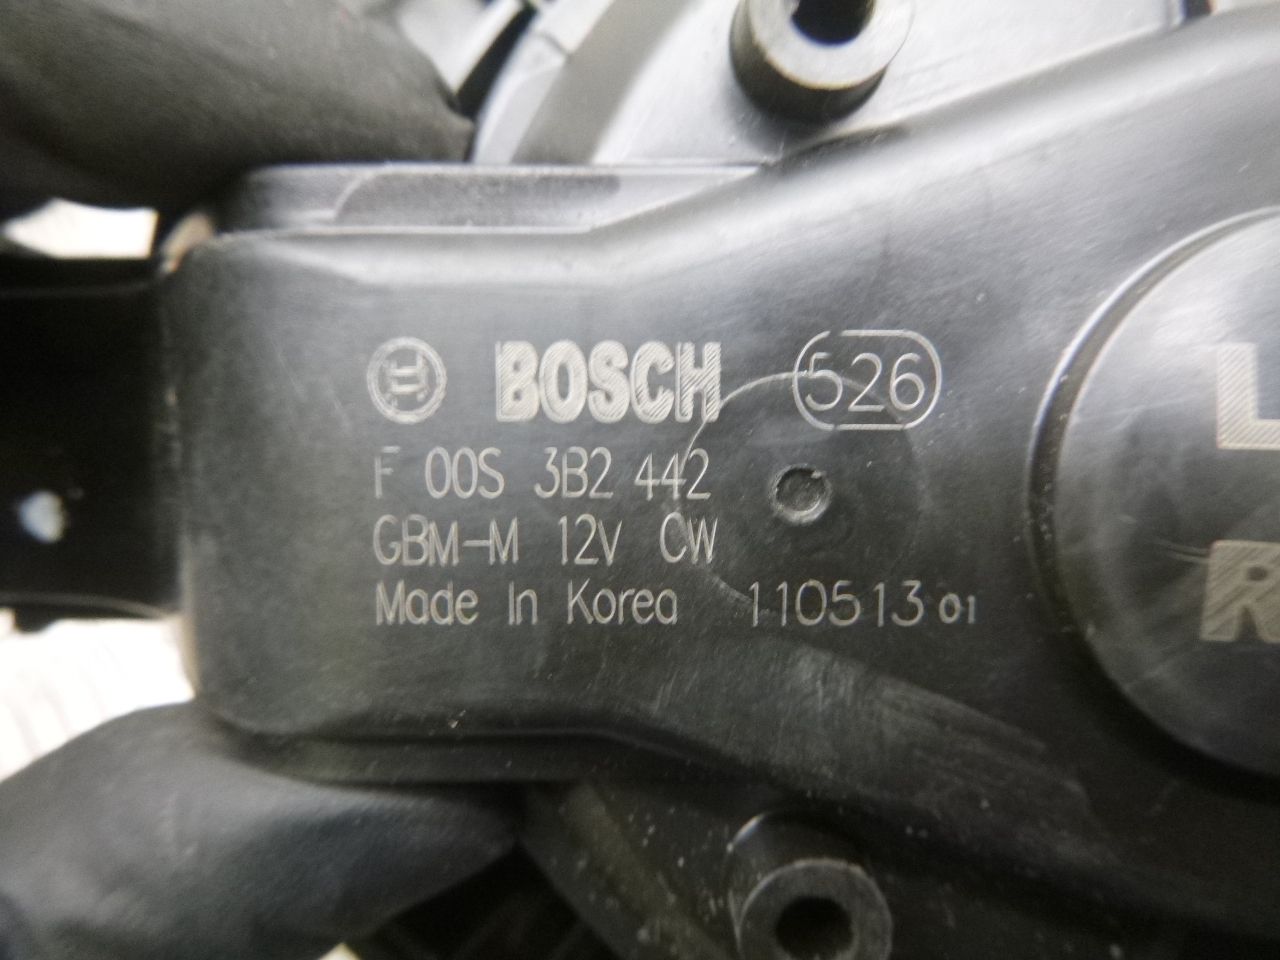 BOSCH 526
F 00S 3B2 442
GBM-M 12V CW
Made In Korea 110513 01
L
R